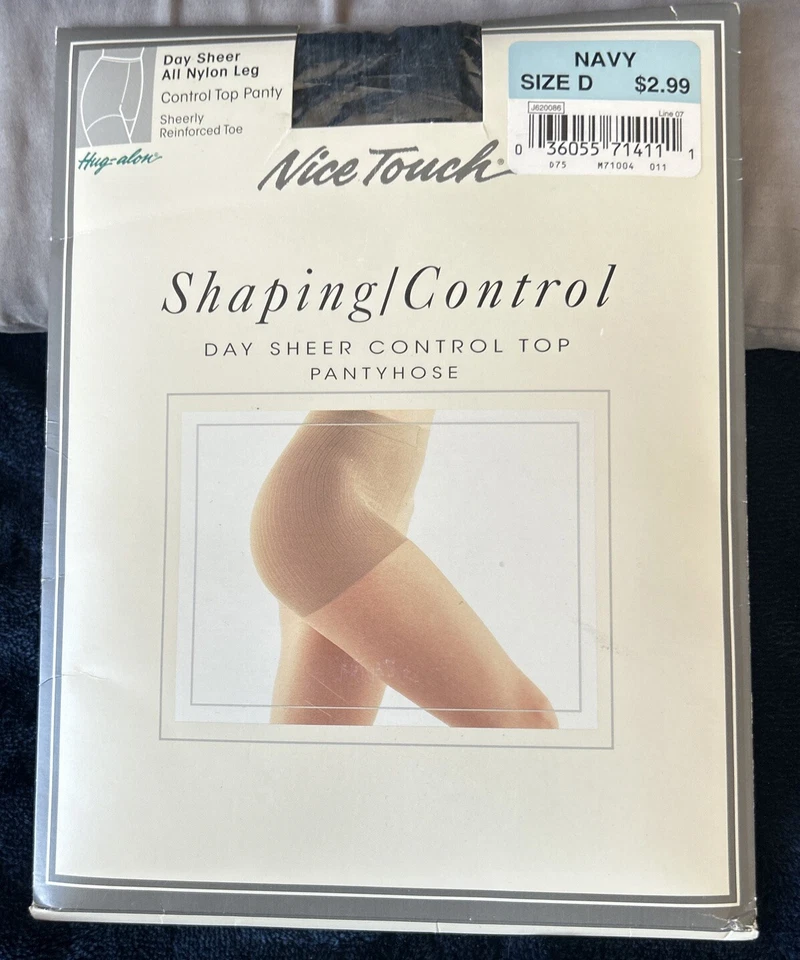 Day Sheer
All Nylon Leg
Control Top Panty
Sheerly
Reinforced Toe
Hug-alon
NAVY
SIZE D $2.99
J620086
Line 07
0 36055 71411 1
D75 M71004 011
Nice Touch
Shaping/Control
DAY SHEER CONTROL TOP
PANTYHOSE